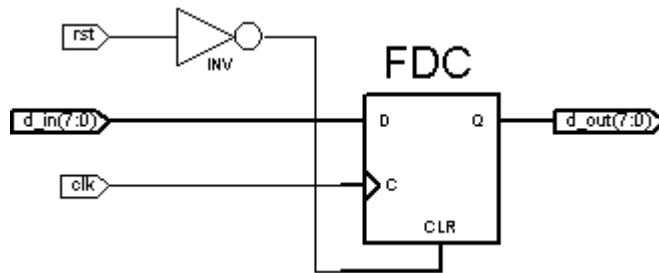 rst
INV
FDC
d_in(7:0)
D
Q
d_out(7:0)
clk
C
CLR